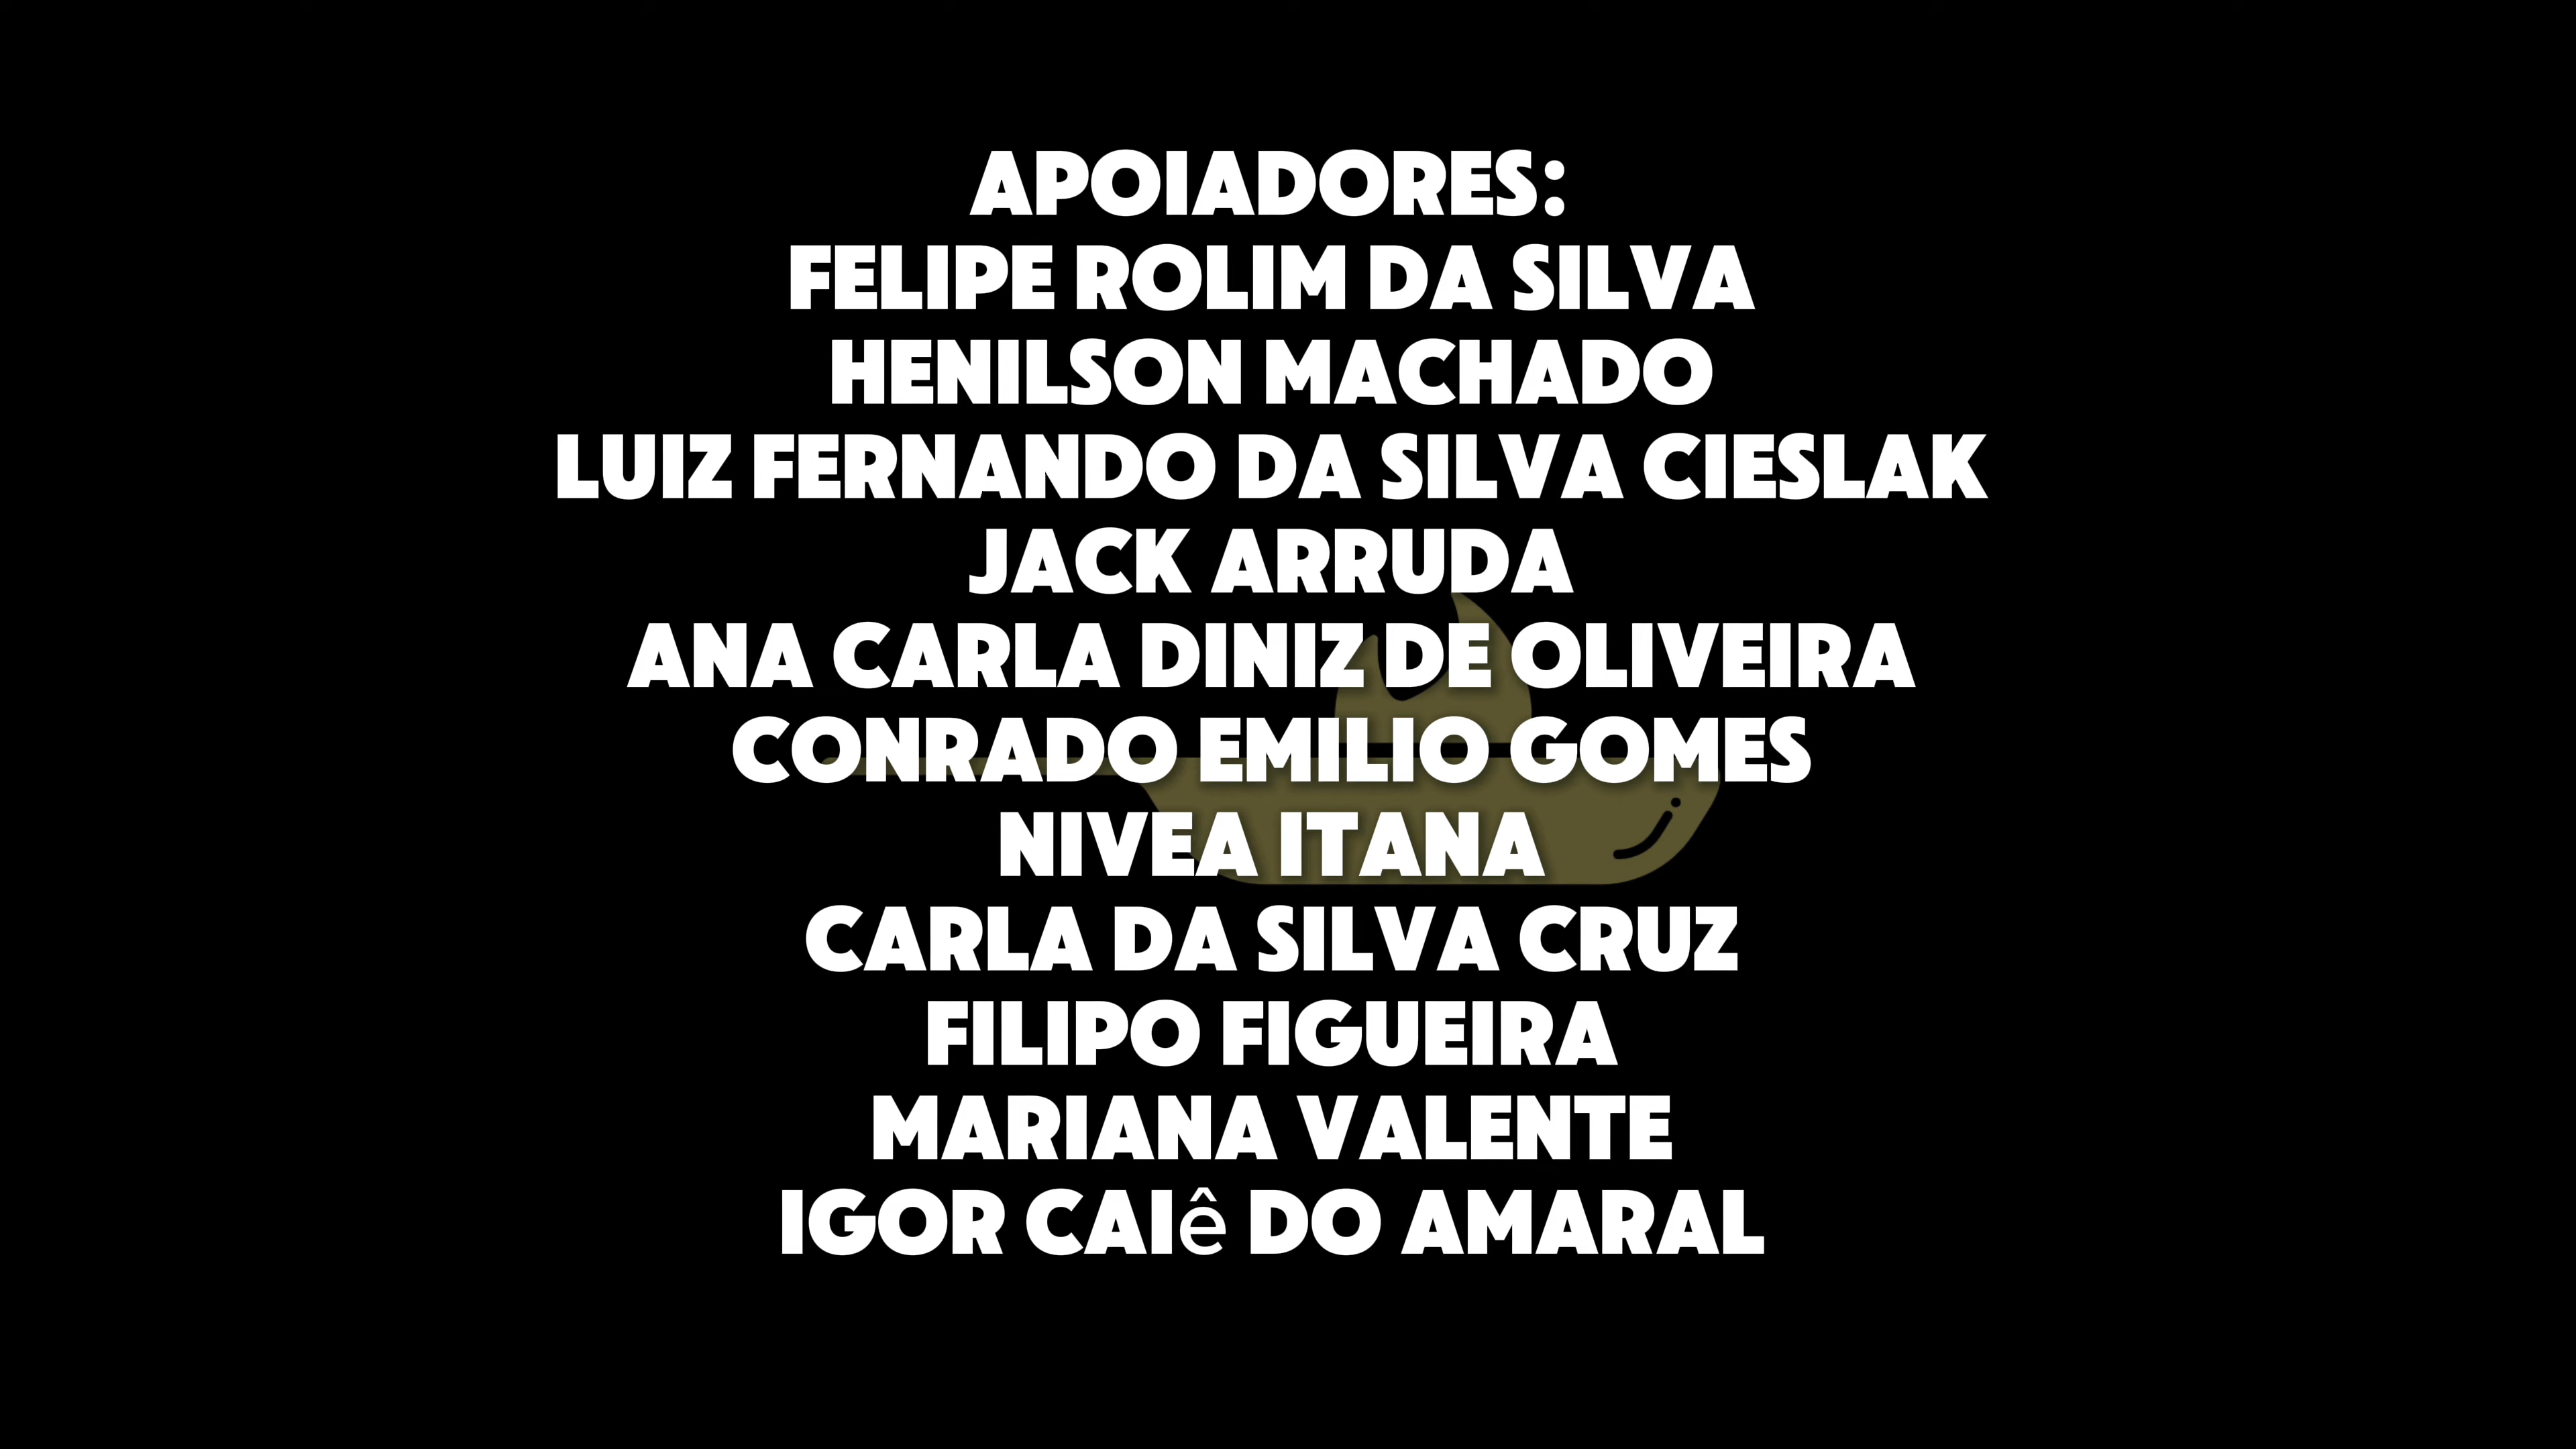 APOIADORES:
FELIPE ROLIM DA SILVA
HENILSON MACHADO
LUIZ FERNANDO DA SILVA CIESLAK
JACK ARRUDA
ANA CARLA DINIZ DE OLIVEIRA
CONRADO EMILIO GOMES
NIVEA ITANA
CARLA DA SILVA CRUZ
FILIPO FIGUEIRA
MARIANA VALENTE
IGOR CAIê DO AMARAL